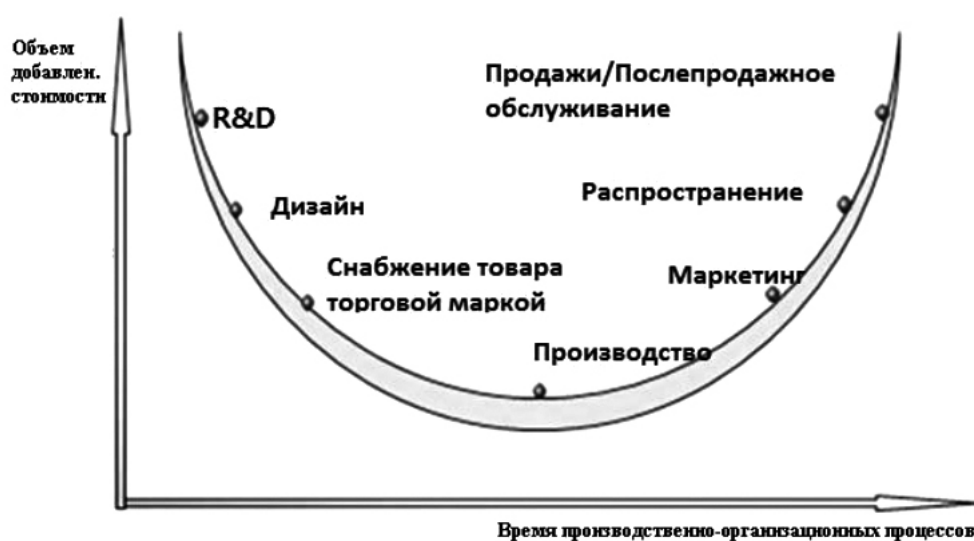 Объем
добавлен.
стоимости
Продажи/Послепродажное
обслуживание
R&D
Распространение
Дизайн
Снабжение товара
торговой маркой
Маркетинг
Производство
Время производственно-организационных процессов